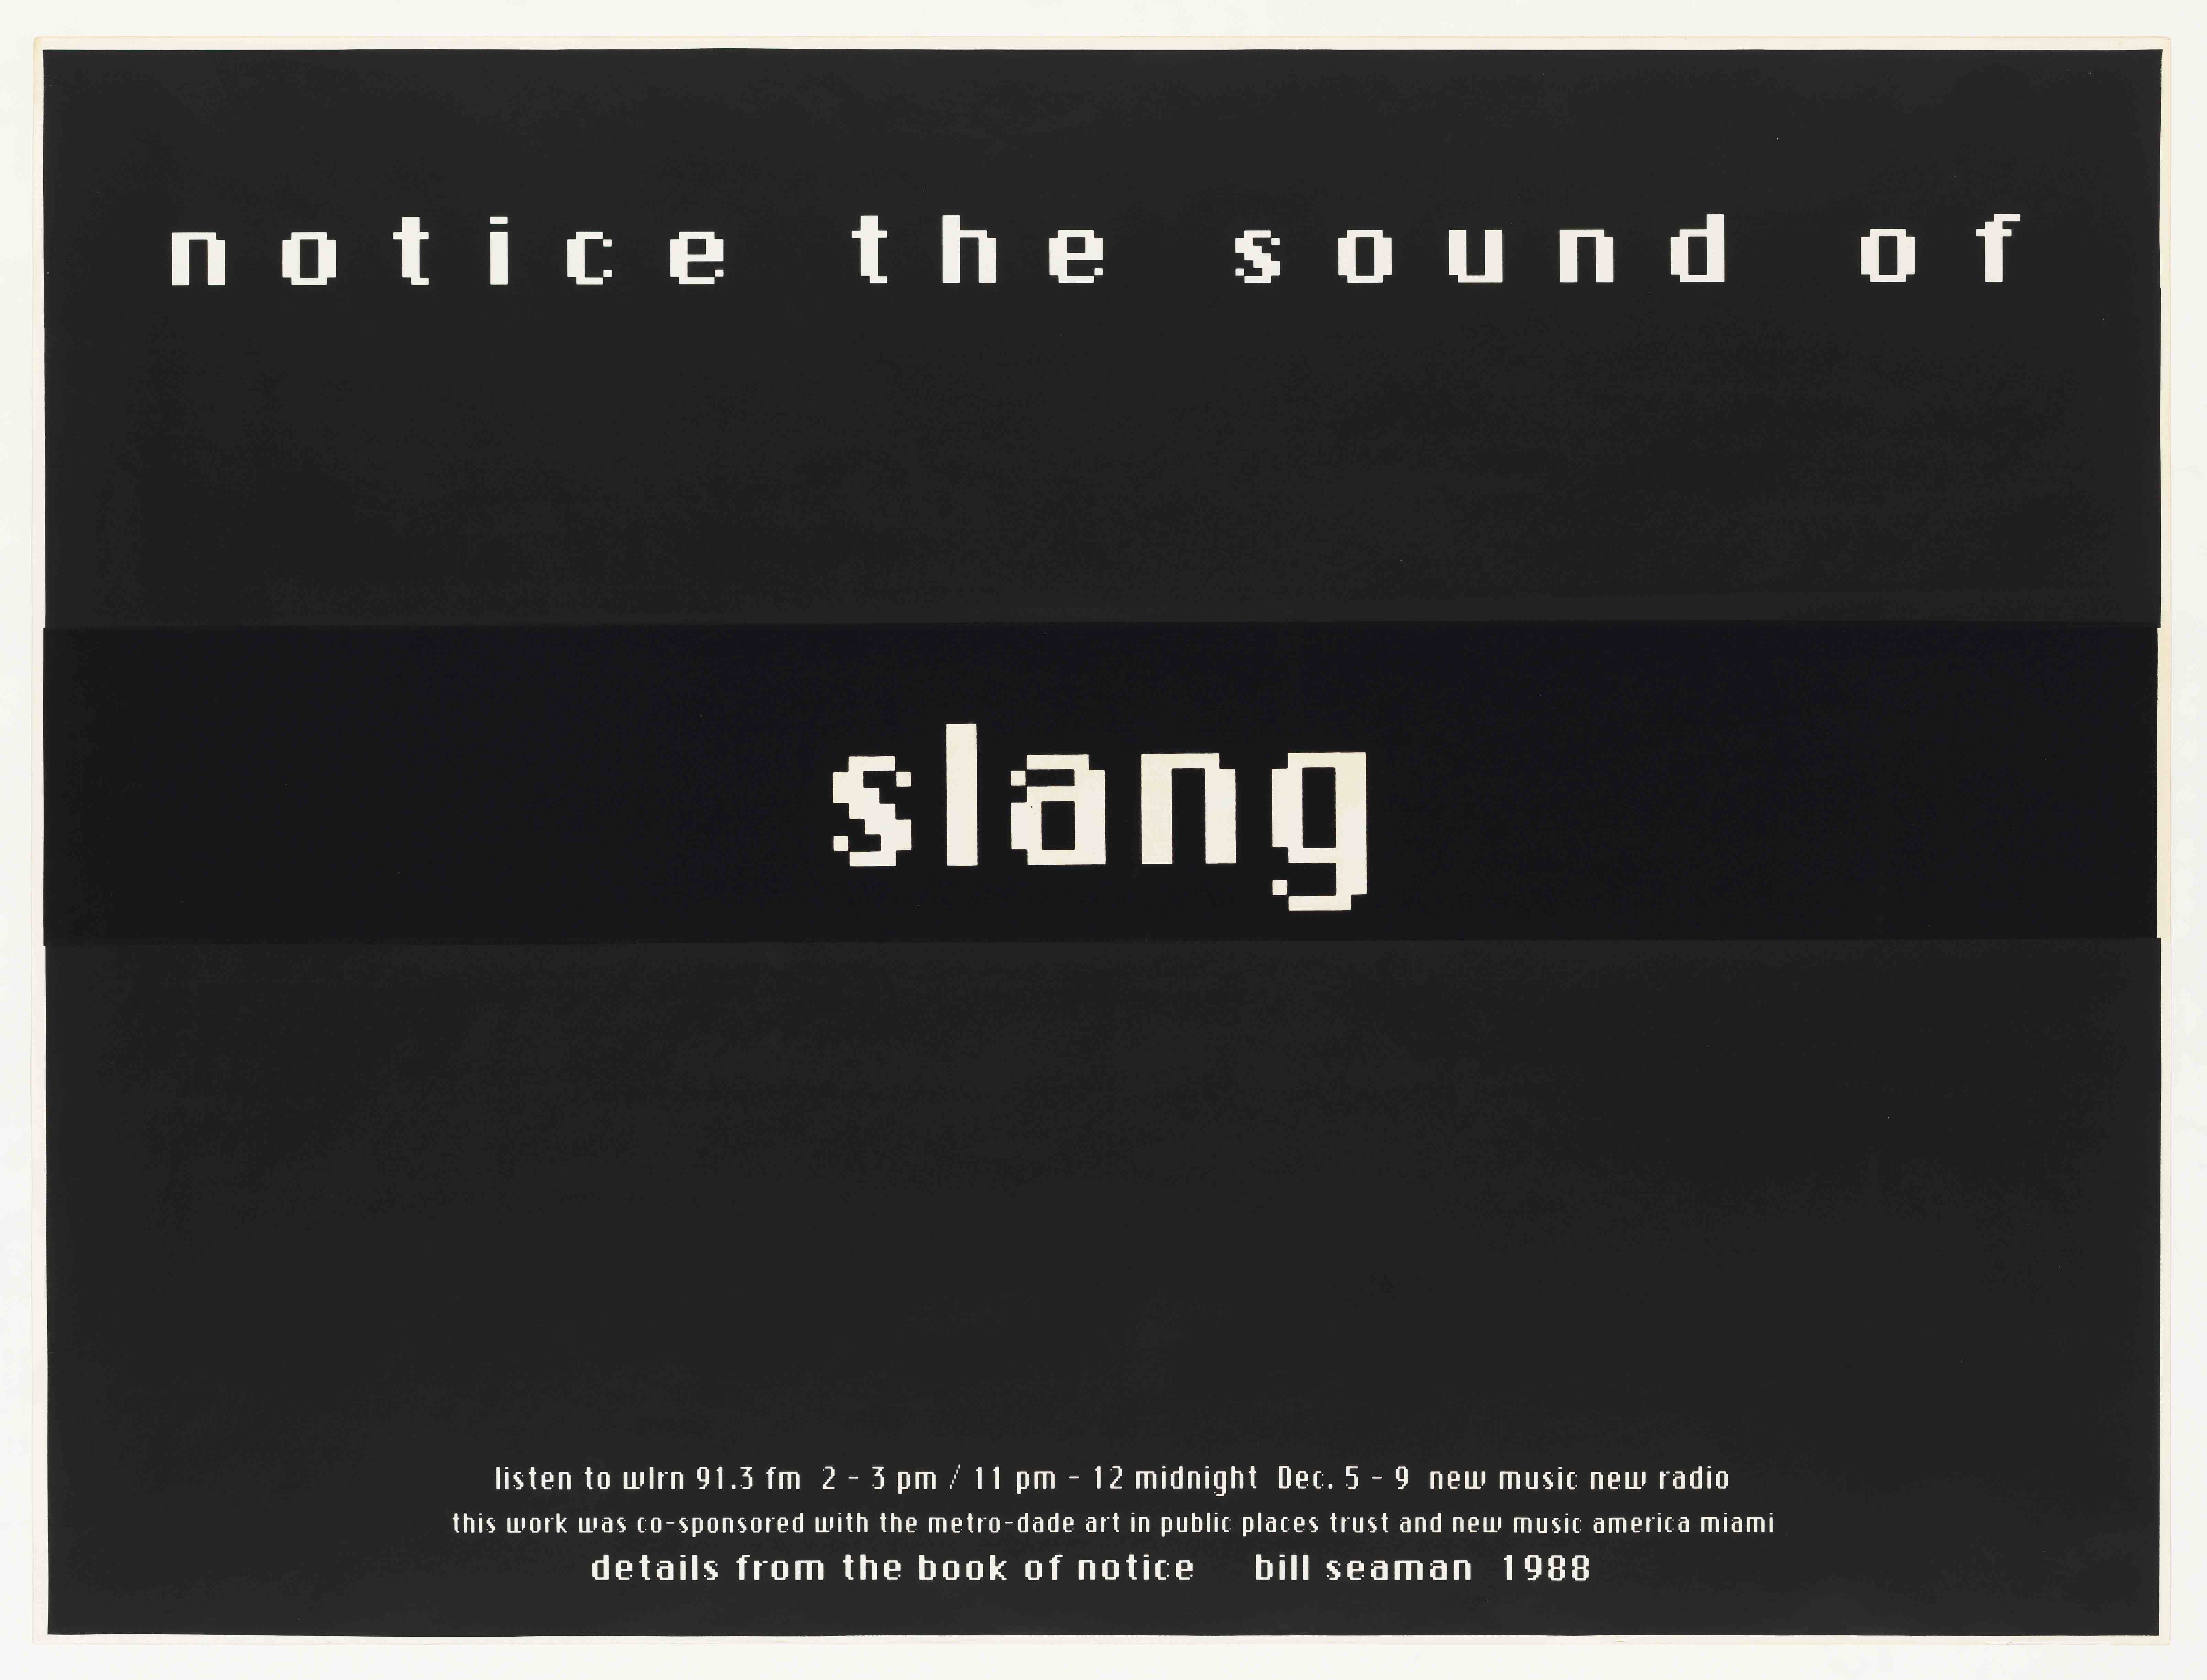 notice the sound of
slang
listen to wlrn 91.3 fm 2 - 3 pm / 11 pm - 12 midnight Dec. 5 - 9 new music new radio
this work was co-sponsored with the metro-dade art in public places trust and new music america miami
details from the book of notice bill seaman 1988